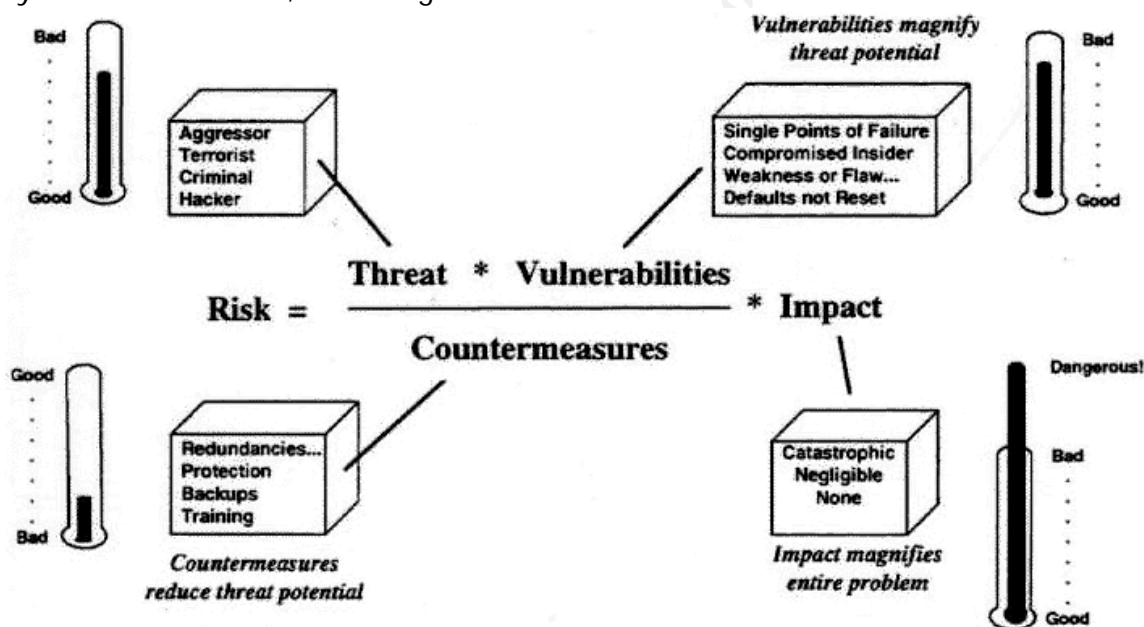 Bad
Good
Aggressor
Terrorist
Criminal
Hacker
Vulnerabilities magnify
threat potential
Single Points of Failure
Compromised Insider
Weakness or Flaw...
Defaults not Reset
Bad
Good
Risk =
Threat * Vulnerabilities
Countermeasures
* Impact
Good
Bad
Redundancies...
Protection
Backups
Training
Countermeasures
reduce threat potential
Catastrophic
Negligible
None
Impact magnifies
entire problem
Dangerous!
Bad
Good